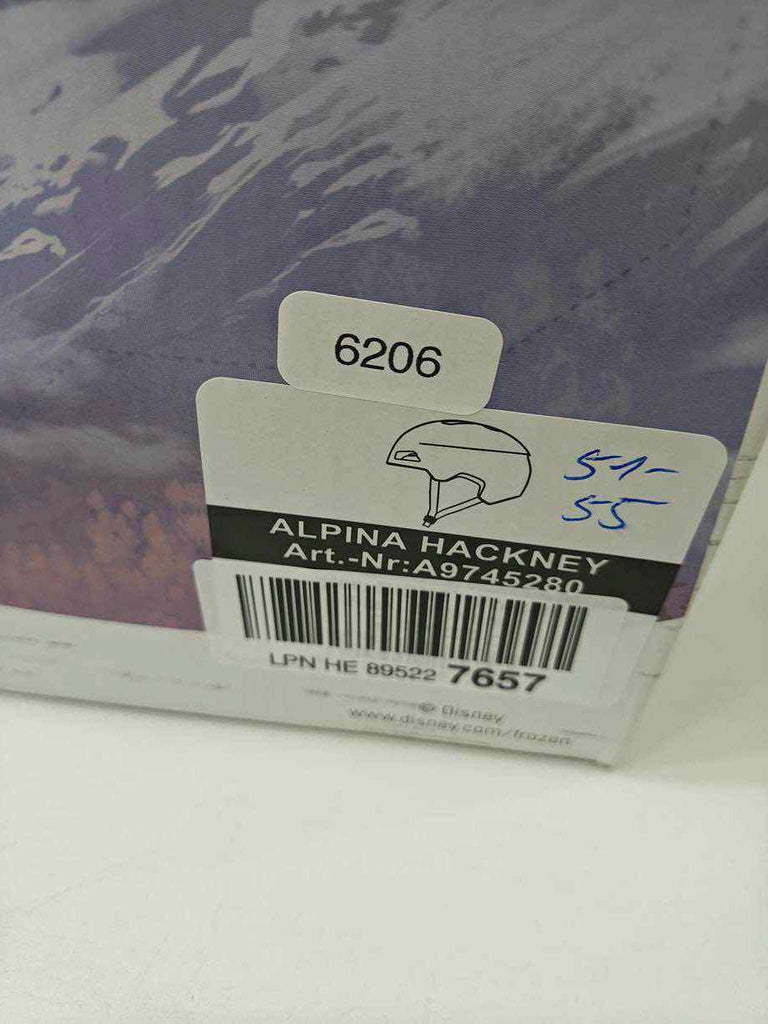 6206
51-
55
ALPINA HACKNEY
Art.-Nr:A9745280
LPN HE 89522 7657
© Disney
www.disney.com/frozen